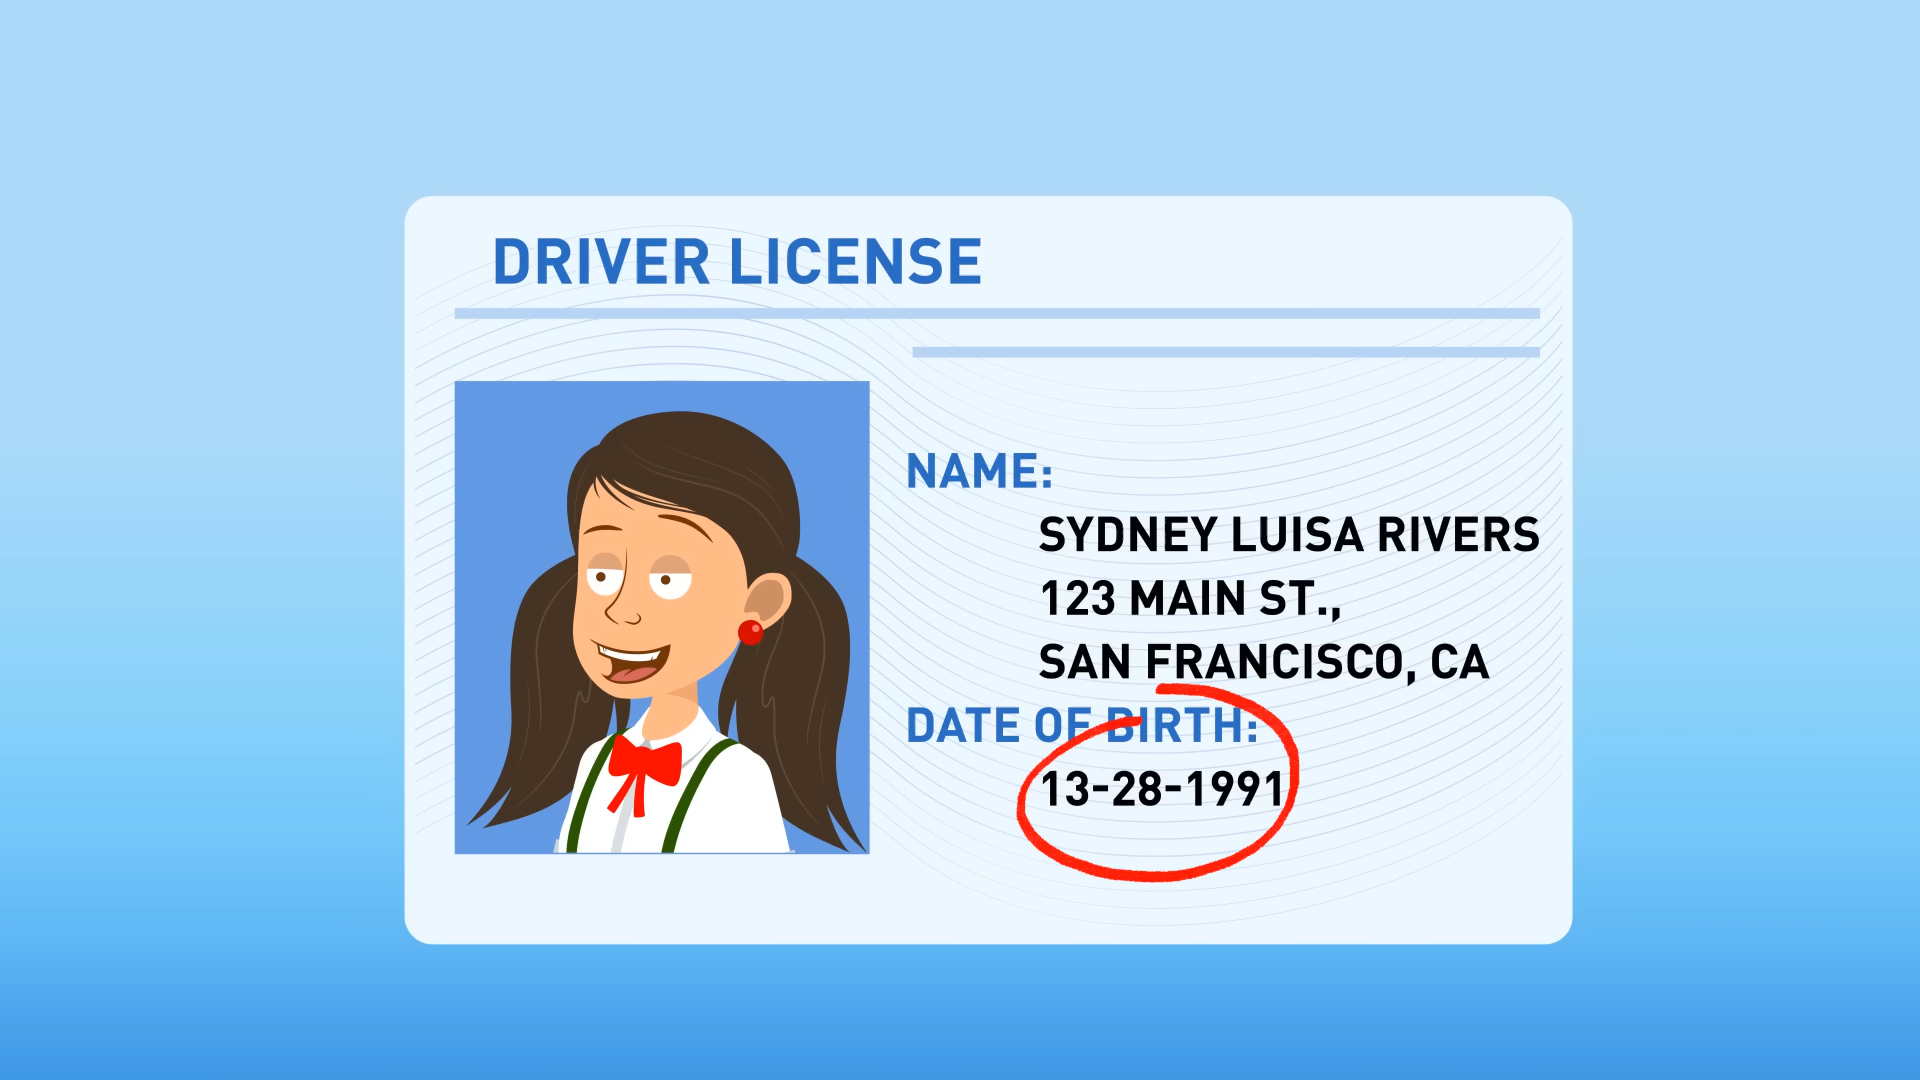 DRIVER LICENSE
NAME:
SYDNEY LUISA RIVERS
123 MAIN ST.,
SAN FRANCISCO, CA
DATE OF BIRTH:
13-28-1991